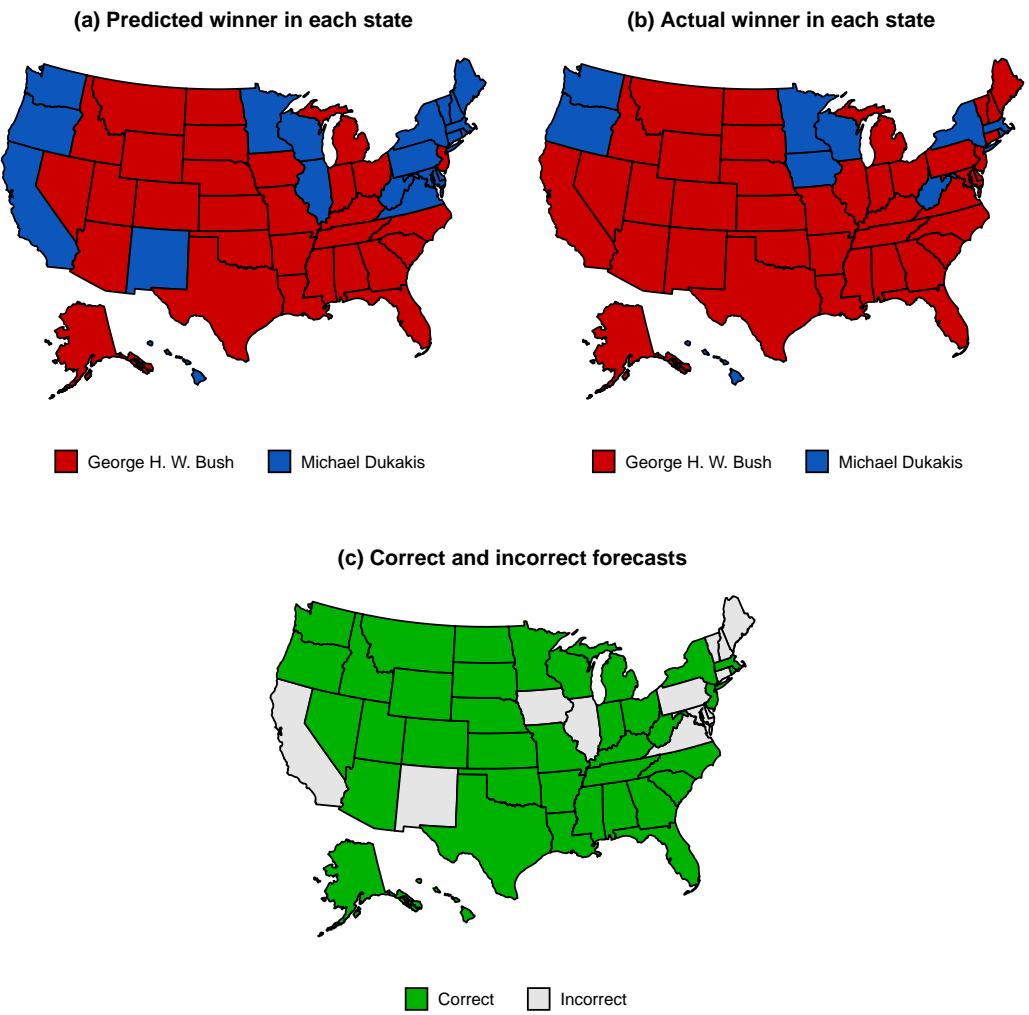 (a) Predicted winner in each state
(b) Actual winner in each state
George H. W. Bush
Michael Dukakis
George H. W. Bush
Michael Dukakis
(c) Correct and incorrect forecasts
Correct
Incorrect